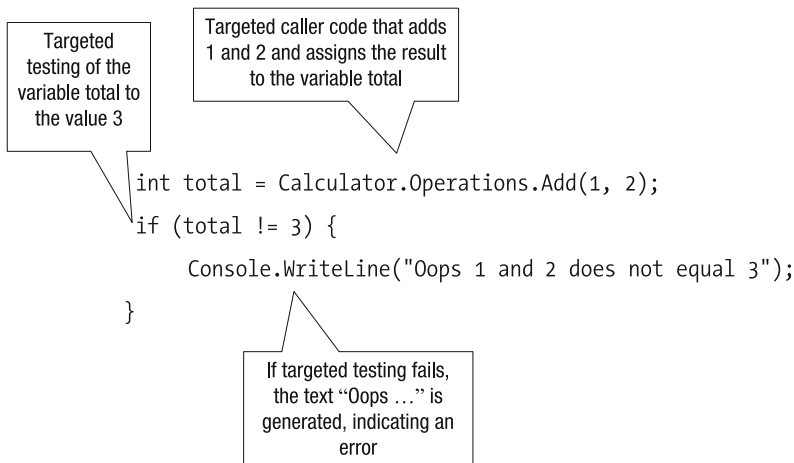 Targeted
testing of the
variable total to
the value 3
Targeted caller code that adds
1 and 2 and assigns the result
to the variable total
int total = Calculator.Operations.Add(1, 2);
if (total != 3) {
Console.WriteLine("Oops 1 and 2 does not equal 3");
}
If targeted testing fails,
the text “Oops ...” is
generated, indicating an
error